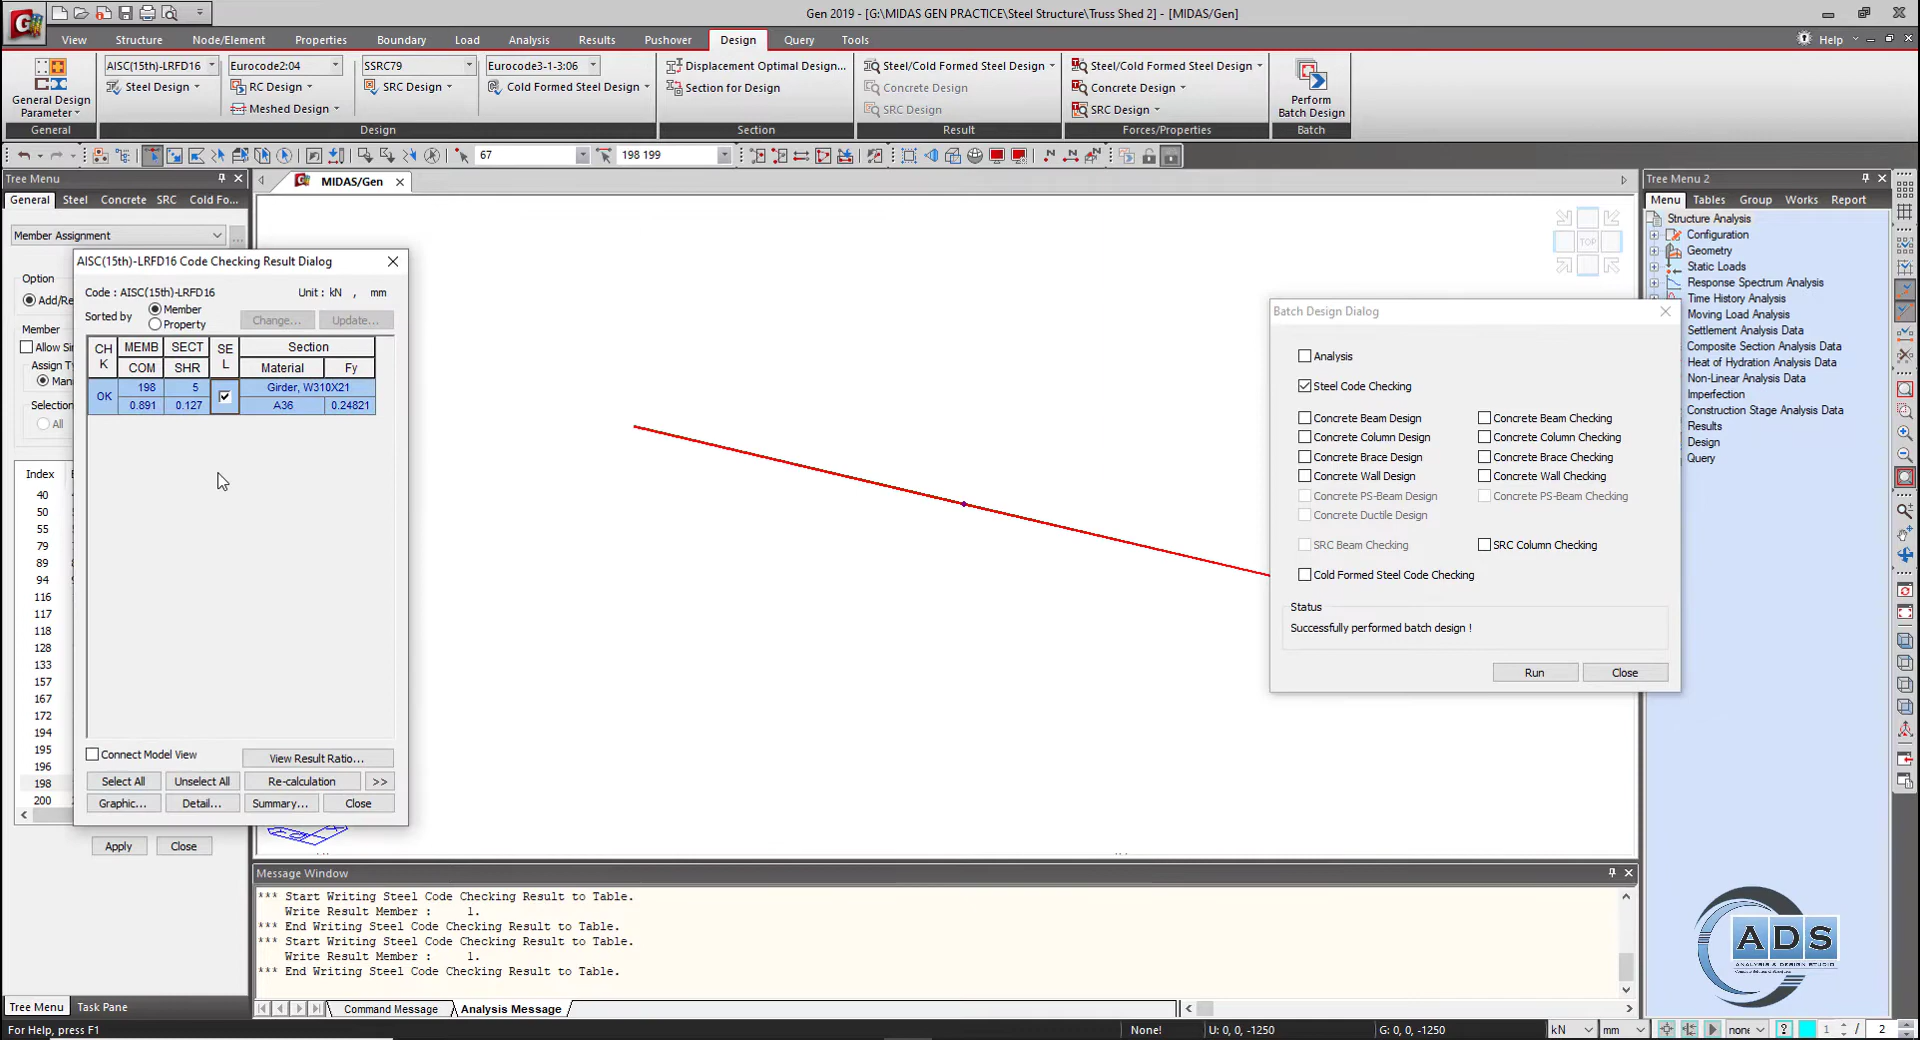 Gen 2019 - [G:\MIDAS GEN PRACTICE\Steel Structure\Truss Shed 2] - [MIDAS/Gen]
View Structure Node/Element Properties Boundary Load Analysis Results Pushover Design Query Tools Help
General Design Parameter
General
AISC(15th)-LRFD16 Eurocode2:04 SSRC79 Eurocode3-1-3:06
Steel Design RC Design SRC Design Cold Formed Steel Design
Meshed Design
Design
Displacement Optimal Design...
Section for Design
Section
Steel/Cold Formed Steel Design
Concrete Design
SRC Design
Result
Steel/Cold Formed Steel Design
Concrete Design
SRC Design
Forces/Properties
Perform
Batch Design
Batch
67 198 199
Tree Menu
General Steel Concrete SRC Cold Fo...
Member Assignment
Option
Add/Re
Member
Allow Sin
Assign Ty
Man
Selection
All
Index
40
50
55
79
89
94
116
117
118
128
133
157
167
172
194
195
196
198
200
Apply Close
MIDAS/Gen
AISC(15th)-LRFD16 Code Checking Result Dialog
Code : AISC(15th)-LRFD16 Unit : kN , mm
Sorted by Member
Property
Change... Update...
CH K MEMB SECT SE L Section
COM SHR Material Fy
OK 198 5 Girder, W310X21
0.891 0.127 A36 0.24821
Connect Model View View Result Ratio...
Select All Unselect All Re-calculation >>
Graphic... Detail... Summary... Close
TOP
Batch Design Dialog
Analysis
Steel Code Checking
Concrete Beam Design Concrete Beam Checking
Concrete Column Design Concrete Column Checking
Concrete Brace Design Concrete Brace Checking
Concrete Wall Design Concrete Wall Checking
Concrete PS-Beam Design Concrete PS-Beam Checking
Concrete Ductile Design
SRC Beam Checking SRC Column Checking
Cold Formed Steel Code Checking
Status
Successfully performed batch design !
Run Close
Tree Menu 2
Menu Tables Group Works Report
Structure Analysis
Configuration
Geometry
Static Loads
Response Spectrum Analysis
Time History Analysis
Moving Load Analysis
Settlement Analysis Data
Composite Section Analysis Data
Heat of Hydration Analysis Data
Non-Linear Analysis Data
Imperfection
Construction Stage Analysis Data
Results
Design
Query
Message Window
*** Start Writing Steel Code Checking Result to Table.
Write Result Member : 1.
*** End Writing Steel Code Checking Result to Table.
*** Start Writing Steel Code Checking Result to Table.
Write Result Member : 1.
*** End Writing Steel Code Checking Result to Table.
Command Message Analysis Message
Tree Menu Task Pane
ADS
ANALYSIS & DESIGN STUDIO
For Help, press F1 None! U: 0, 0, -1250 G: 0, 0, -1250 kN mm none ? 1 / 2